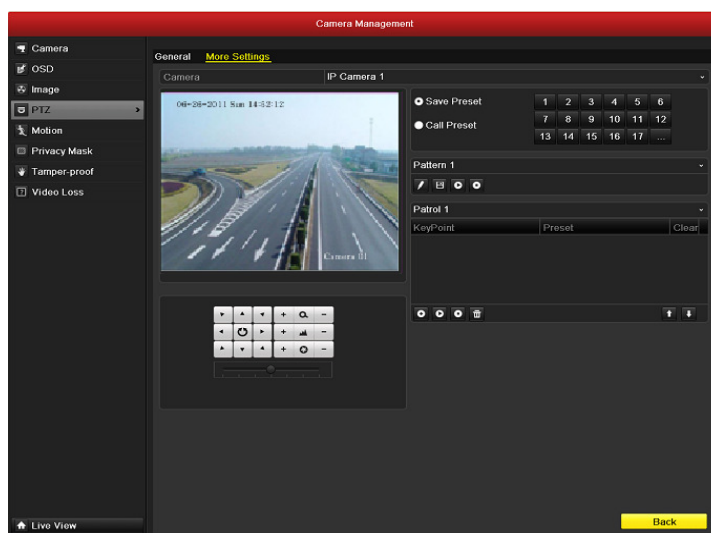 Camera Management
Camera
OSD
Image
PTZ
Motion
Privacy Mask
Tamper-proof
Video Loss
Live View
General More Settings
Camera IP Camera 1
06-26-2011 Sun 14:52:12
Camera 01
Save Preset
Call Preset
1 2 3 4 5 6
7 8 9 10 11 12
13 14 15 16 17 ...
Pattern 1
Patrol 1
KeyPoint Preset Clear
+ -
+ -
+ -
Back